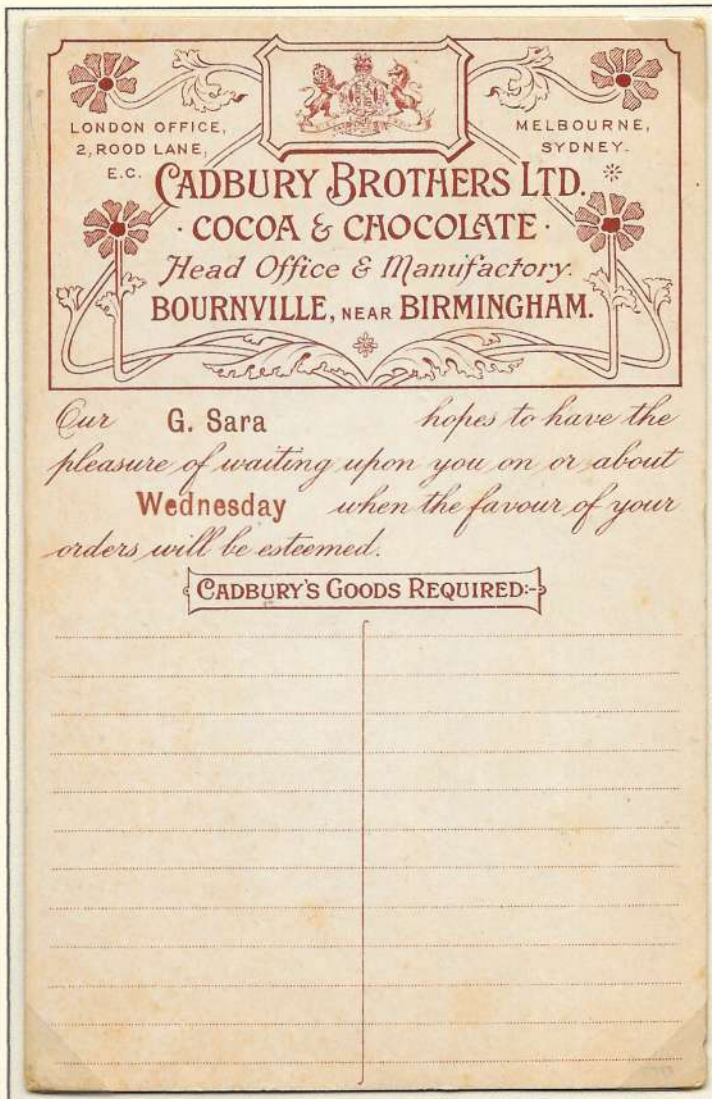 LONDON OFFICE,
2, ROOD LANE,
E.C.
MELBOURNE,
SYDNEY.
CADBURY BROTHERS LTD.
· COCOA & CHOCOLATE ·
Head Office & Manufactory.
BOURNVILLE, NEAR BIRMINGHAM.
Our G. Sara hopes to have the
pleasure of waiting upon you on or about
Wednesday when the favour of your
orders will be esteemed.
CADBURY'S GOODS REQUIRED:-